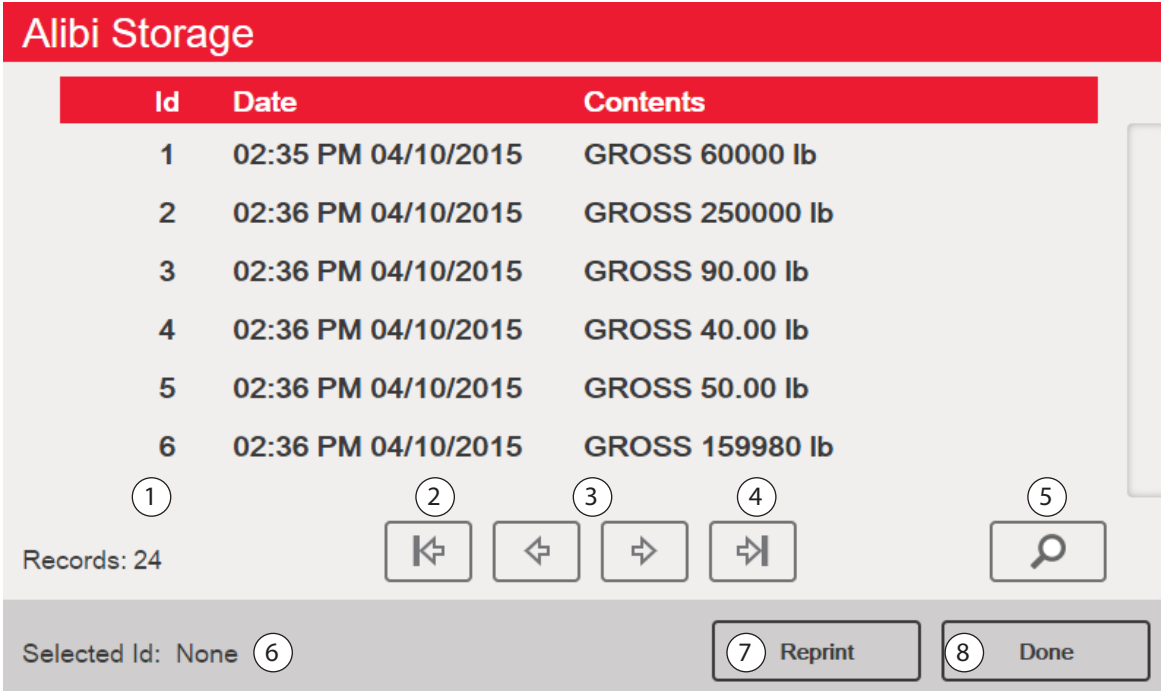 Alibi Storage
Id Date Contents
1 02:35 PM 04/10/2015 GROSS 60000 lb
2 02:36 PM 04/10/2015 GROSS 250000 lb
3 02:36 PM 04/10/2015 GROSS 90.00 lb
4 02:36 PM 04/10/2015 GROSS 40.00 lb
5 02:36 PM 04/10/2015 GROSS 50.00 lb
6 02:36 PM 04/10/2015 GROSS 159980 lb
1 2 3 4 5
Records: 24
Selected Id: None 6 7 Reprint 8 Done